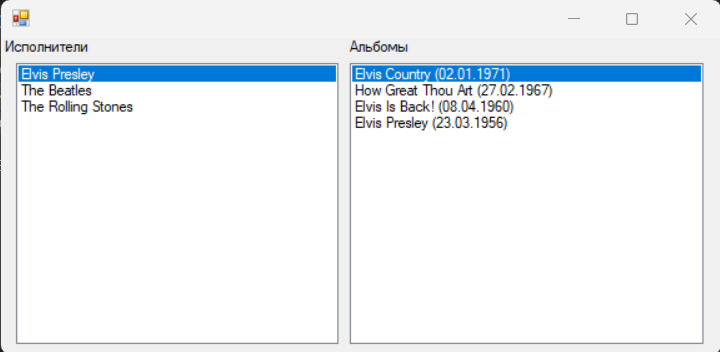 Исполнители
Альбомы
Elvis Presley
The Beatles
The Rolling Stones
Elvis Country (02.01.1971)
How Great Thou Art (27.02.1967)
Elvis Is Back! (08.04.1960)
Elvis Presley (23.03.1956)